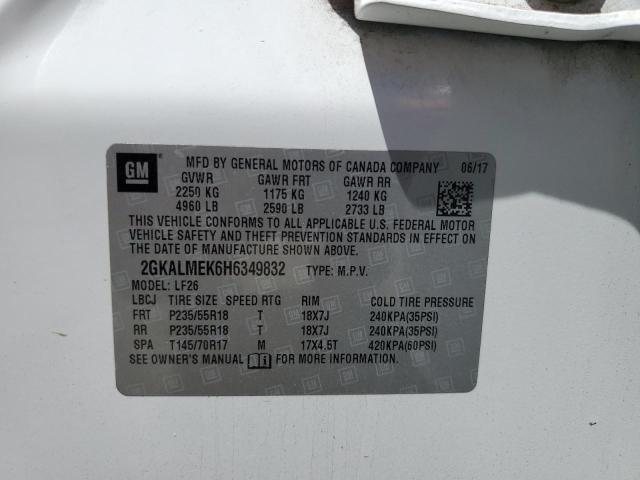 GM MFD BY GENERAL MOTORS OF CANADA COMPANY 06/17
GVWR GAWR FRT GAWR RR
2250 KG 1175 KG 1240 KG
4960 LB 2590 LB 2733 LB
THIS VEHICLE CONFORMS TO ALL APPLICABLE U.S. FEDERAL MOTOR
VEHICLE SAFETY AND THEFT PREVENTION STANDARDS IN EFFECT ON
THE DATE OF MANUFACTURE SHOWN ABOVE.
2GKALMEK6H6349832 TYPE: M.P.V.
MODEL: LF26
LBCJ TIRE SIZE SPEED RTG RIM COLD TIRE PRESSURE
FRT P235/55R18 T 18X7J 240KPA(35PSI)
RR P235/55R18 T 18X7J 240KPA(35PSI)
SPA T145/70R17 M 17X4.5T 420KPA(60PSI)
SEE OWNER'S MANUAL FOR MORE INFORMATION.